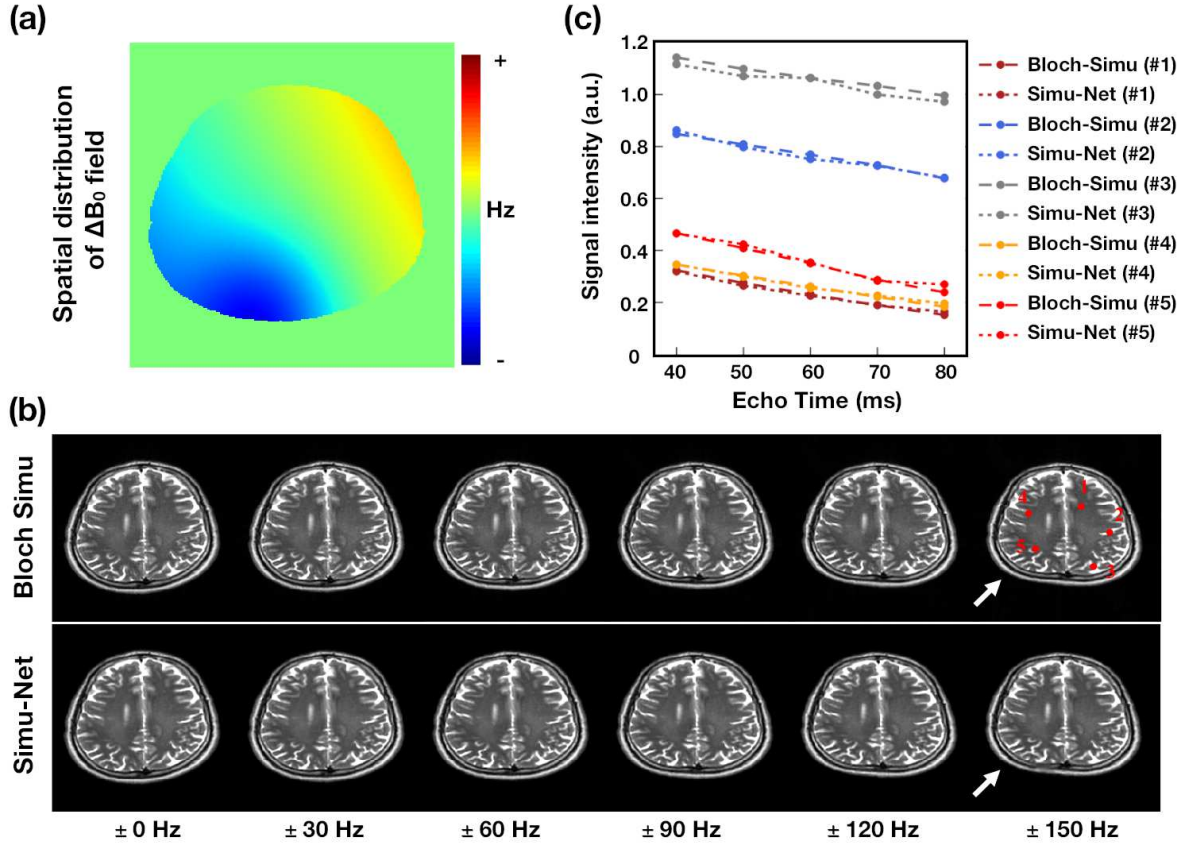 (a)
Spatial distribution
of ΔB₀ field
+
Hz
-
(c)
Signal intensity (a.u.)
1.2
1.0
0.8
0.6
0.4
0.2
0
40 50 60 70 80
Echo Time (ms)
Bloch-Simu (#1)
Simu-Net (#1)
Bloch-Simu (#2)
Simu-Net (#2)
Bloch-Simu (#3)
Simu-Net (#3)
Bloch-Simu (#4)
Simu-Net (#4)
Bloch-Simu (#5)
Simu-Net (#5)
(b)
Bloch Simu
1
4
2
5
3
Simu-Net
± 0 Hz ± 30 Hz ± 60 Hz ± 90 Hz ± 120 Hz ± 150 Hz